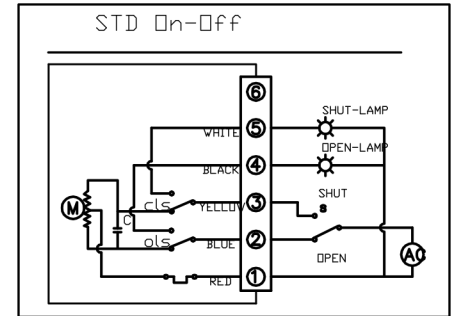 STD On-Off
6
SHUT-LAMP
WHITE 5
OPEN-LAMP
BLACK 4
SHUT
cls YELLOW 3
8
C
ols BLUE 2
OPEN
M
AC
RED 1